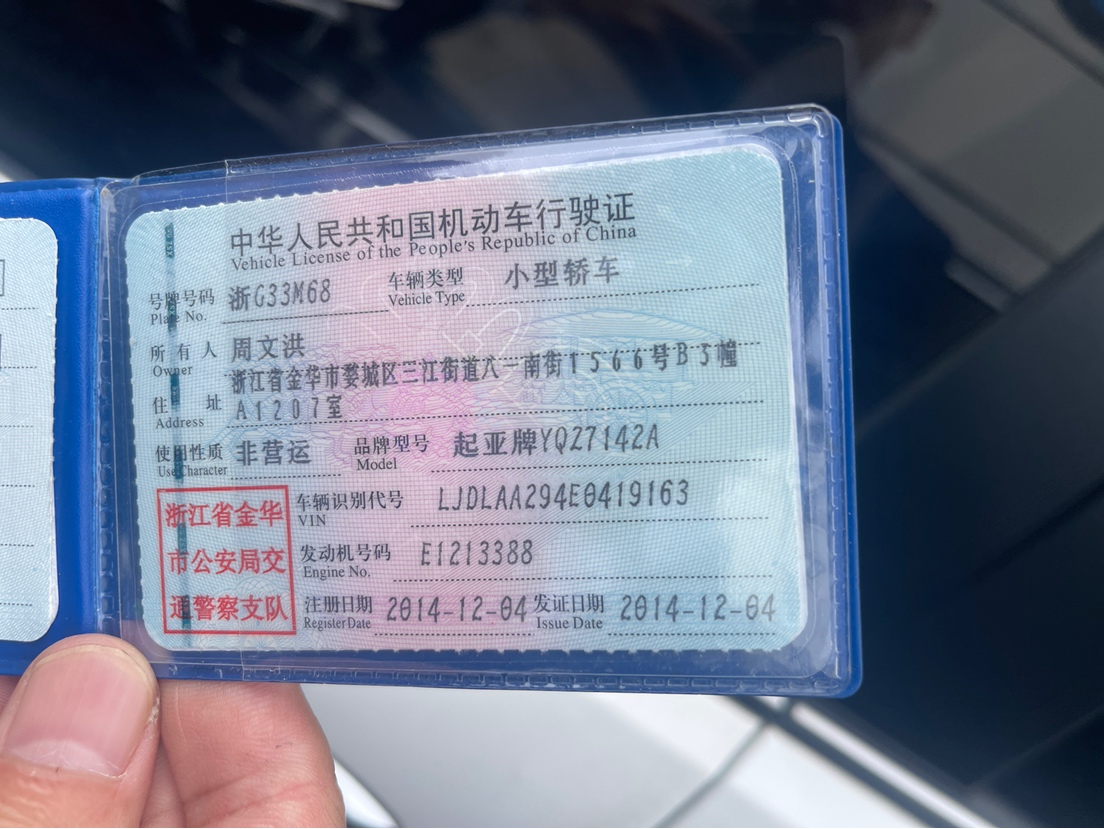 中华人民共和国机动车行驶证
Vehicle License of the People's Republic of China
号牌号码 浙G33M68 车辆类型 小型轿车
Plate No. Vehicle Type
所有人 周文洪
Owner
住址 浙江省金华市婺城区三江街道八一南街1566号B3幢
Address A1207室
使用性质 非营运 品牌型号 起亚牌YQZ7142A
Use Character Model
车辆识别代号 LJDLAA294E0419163
VIN
发动机号码 E1213388
Engine No.
注册日期 2014-12-04 发证日期 2014-12-04
Register Date Issue Date
浙江省金华
市公安局交
通警察支队